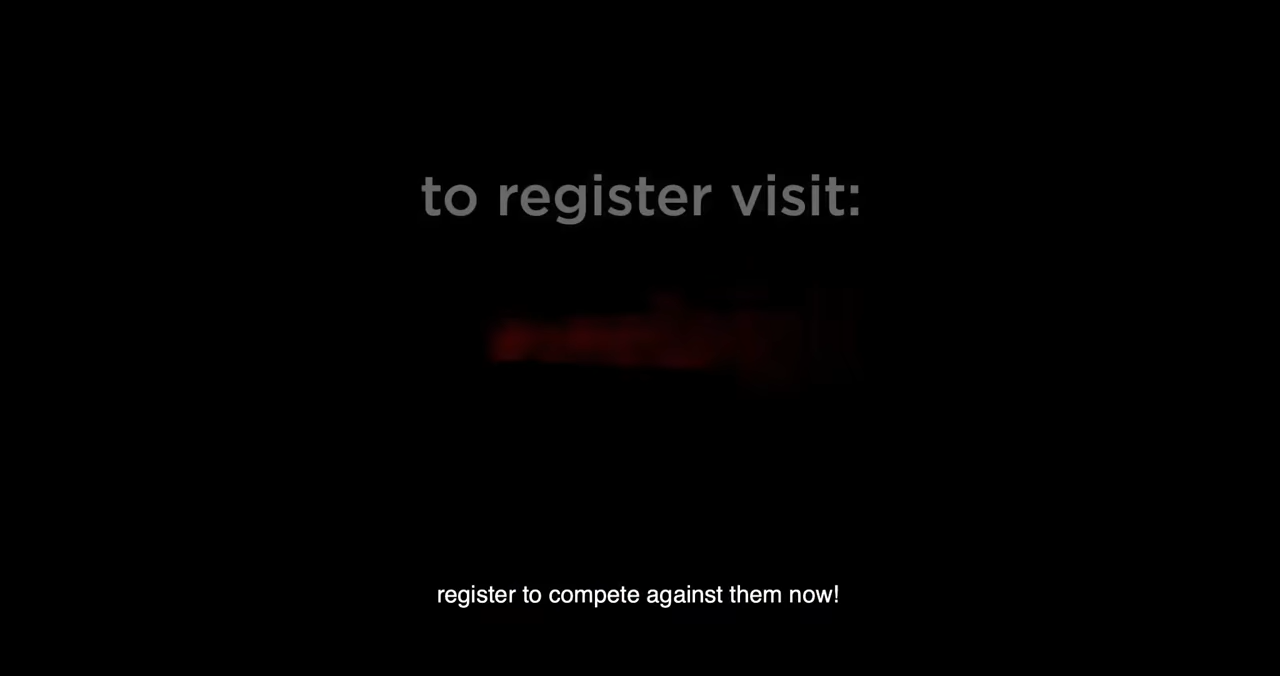 to register visit:
register to compete against them now!